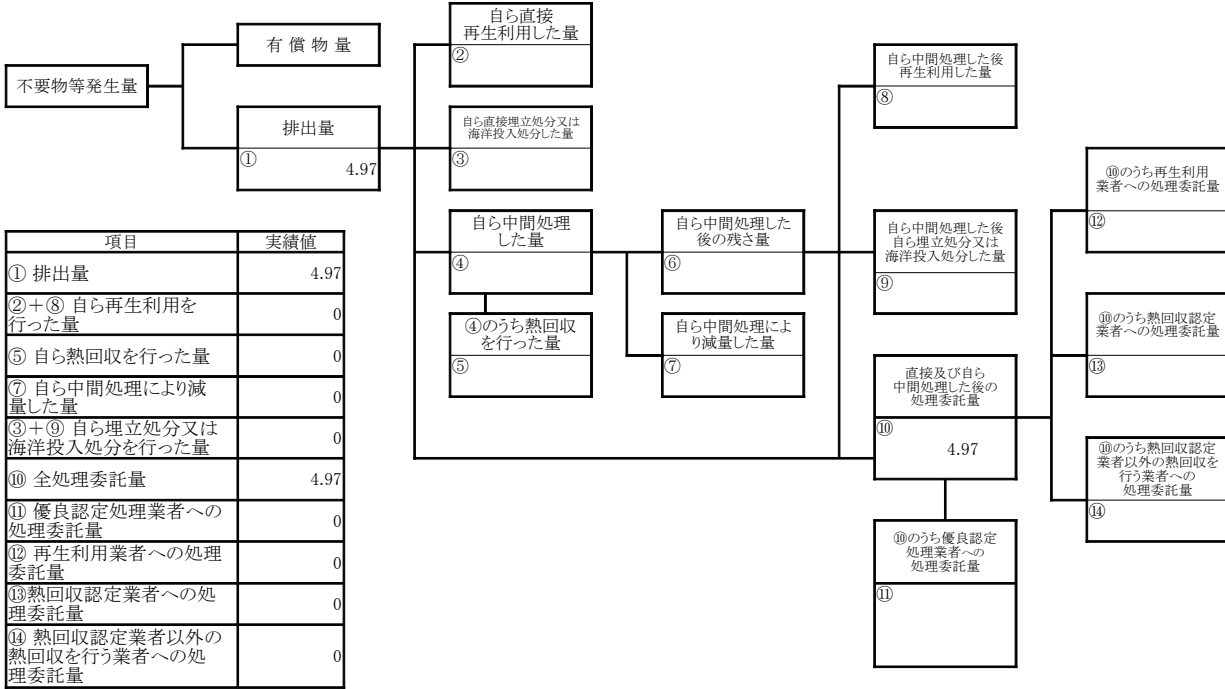 不要物等発生量
有 償 物 量
排出量
①
4.97
自ら直接
再生利用した量
②
自ら直接埋立処分又は
海洋投入処分した量
③
自ら中間処理
した量
④
④のうち熱回収
を行った量
⑤
自ら中間処理した
後の残さ量
⑥
自ら中間処理によ
り減量した量
⑦
自ら中間処理した後
再生利用した量
⑧
自ら中間処理した後
自ら埋立処分又は
海洋投入処分した量
⑨
直接及び自ら
中間処理した後の
処理委託量
⑩
4.97
⑩のうち優良認定
処理業者への
処理委託量
⑪
⑩のうち再生利用
業者への処理委託量
⑫
⑩のうち熱回収認定
業者への処理委託量
⑬
⑩のうち熱回収認定
業者以外の熱回収を
行う業者への
処理委託量
⑭
項目 実績値
① 排出量 4.97
②＋⑧ 自ら再生利用を
行った量 0
⑤ 自ら熱回収を行った量 0
⑦ 自ら中間処理により減
量した量 0
③＋⑨ 自ら埋立処分又は
海洋投入処分を行った量 0
⑩ 全処理委託量 4.97
⑪ 優良認定処理業者への
処理委託量 0
⑫ 再生利用業者への処理
委託量 0
⑬熱回収認定業者への処
理委託量 0
⑭ 熱回収認定業者以外の
熱回収を行う業者への処
理委託量 0